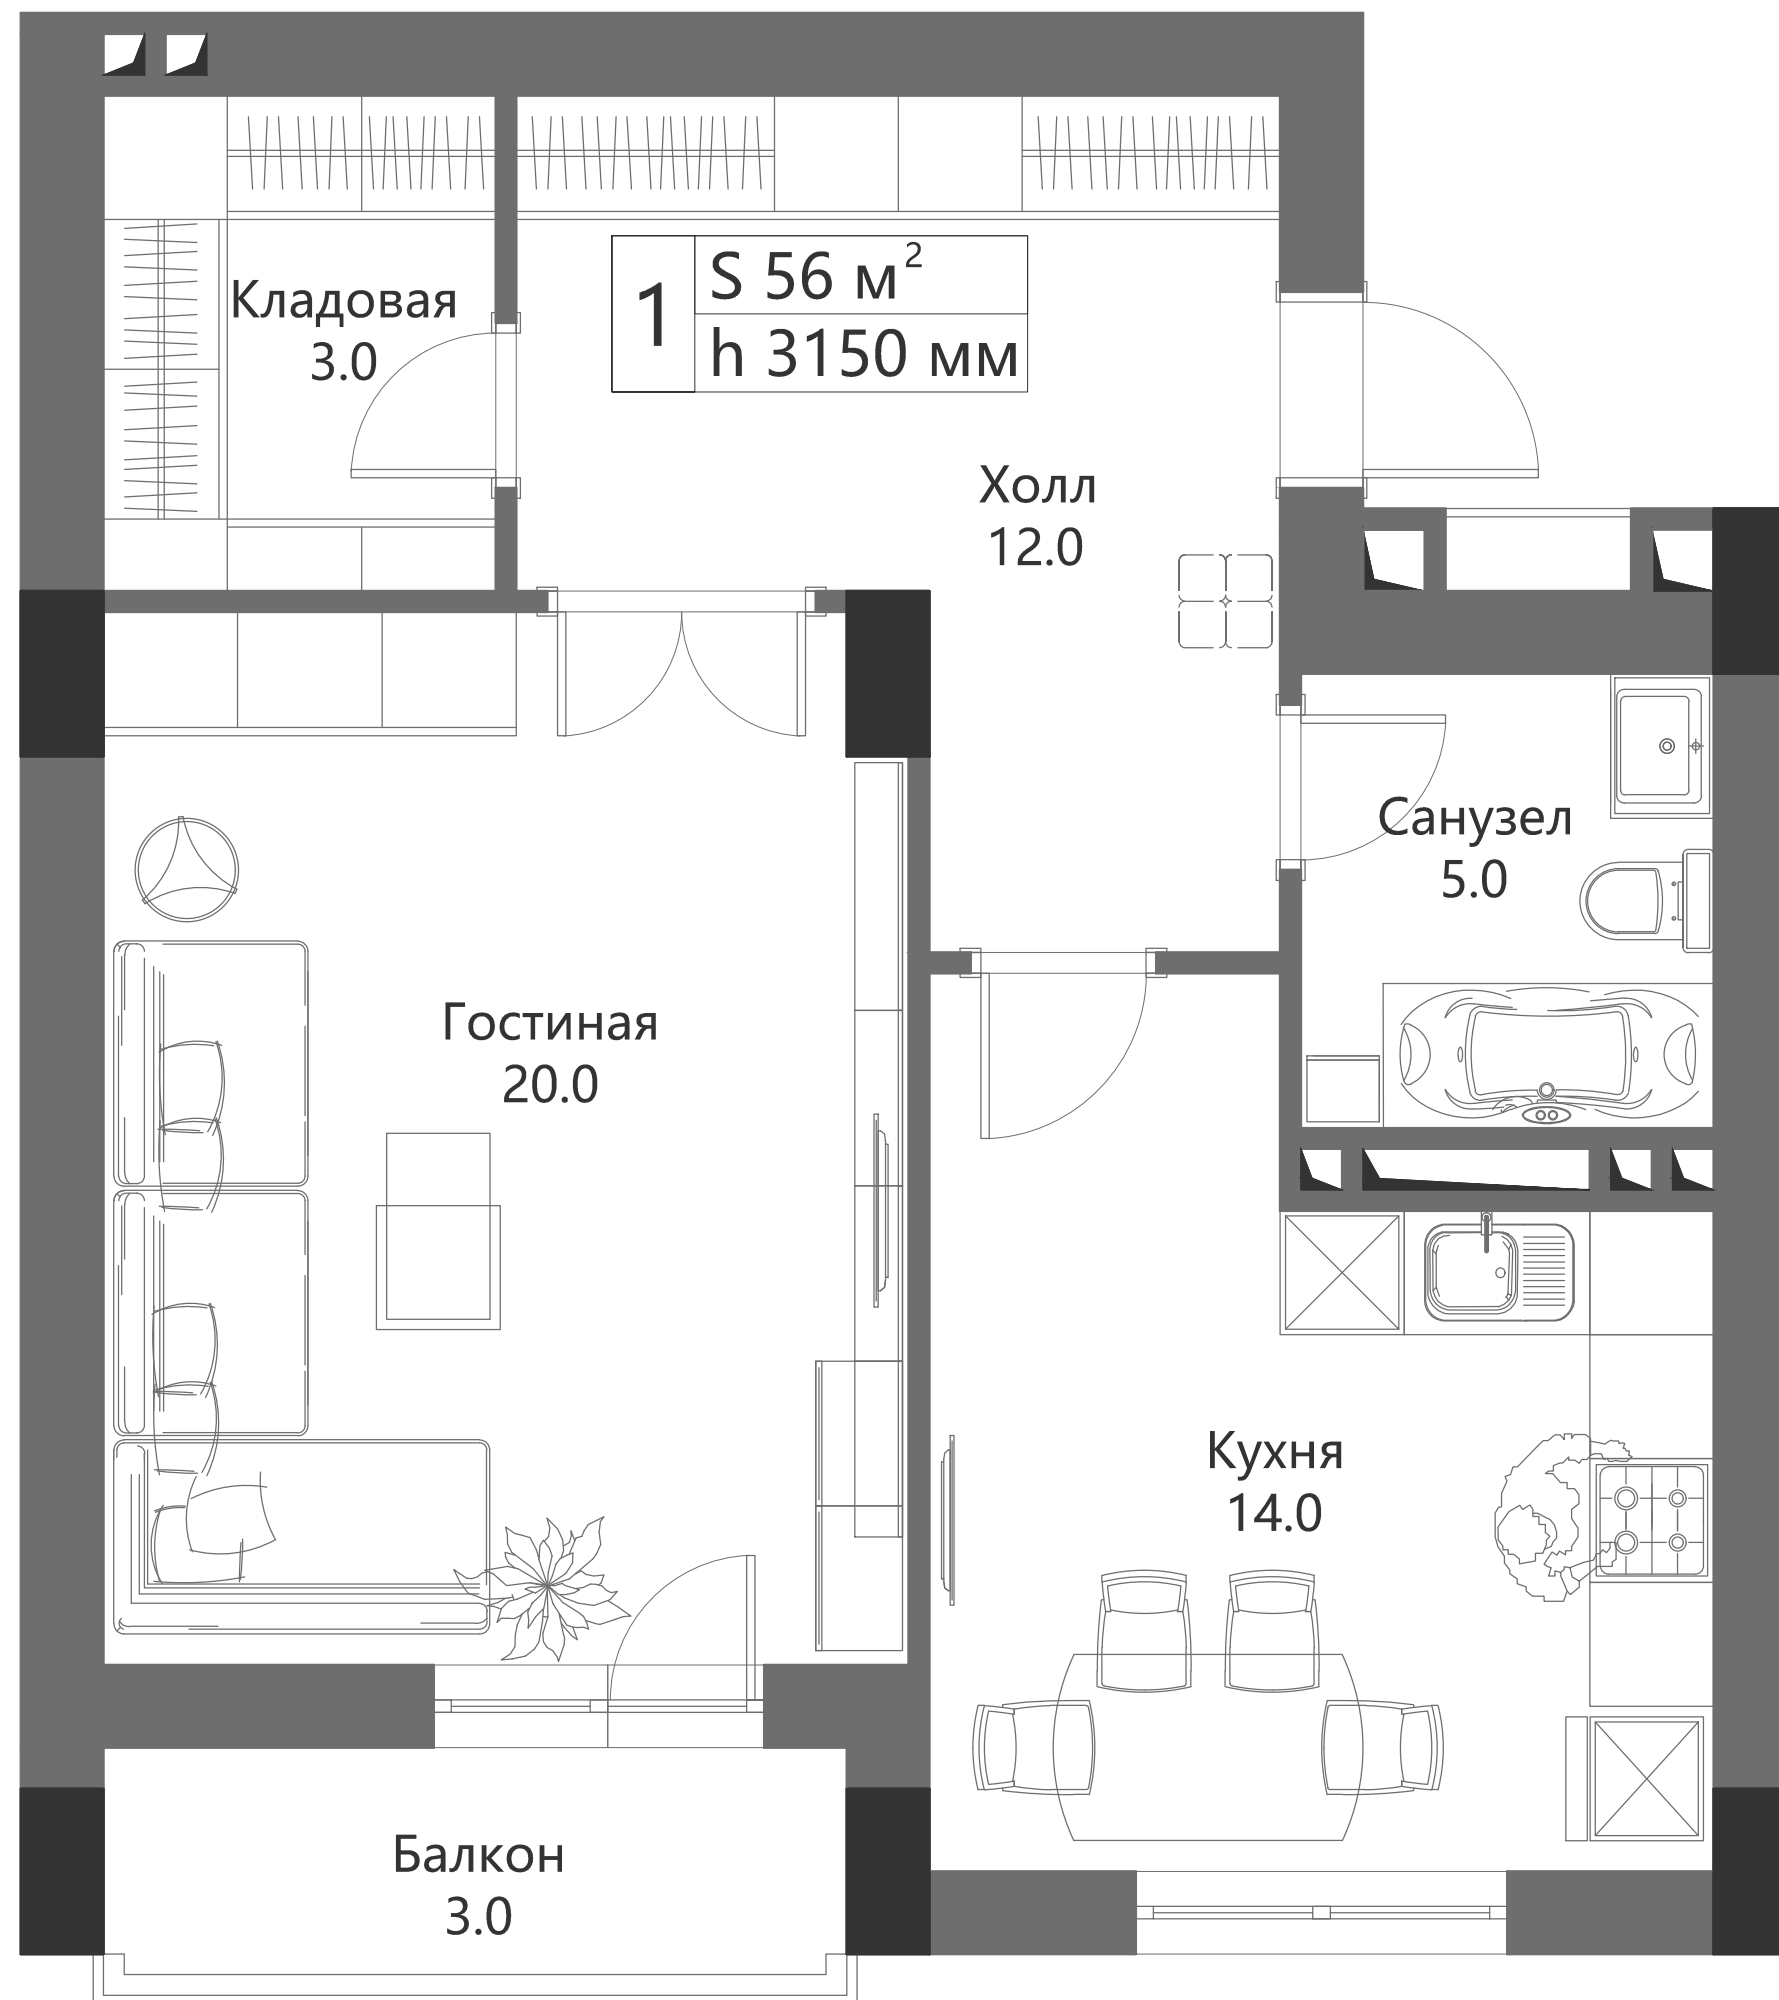 Кладовая
3.0
1
S 56 м²
h 3150 мм
Холл
12.0
Санузел
5.0
Гостиная
20.0
Кухня
14.0
Балкон
3.0